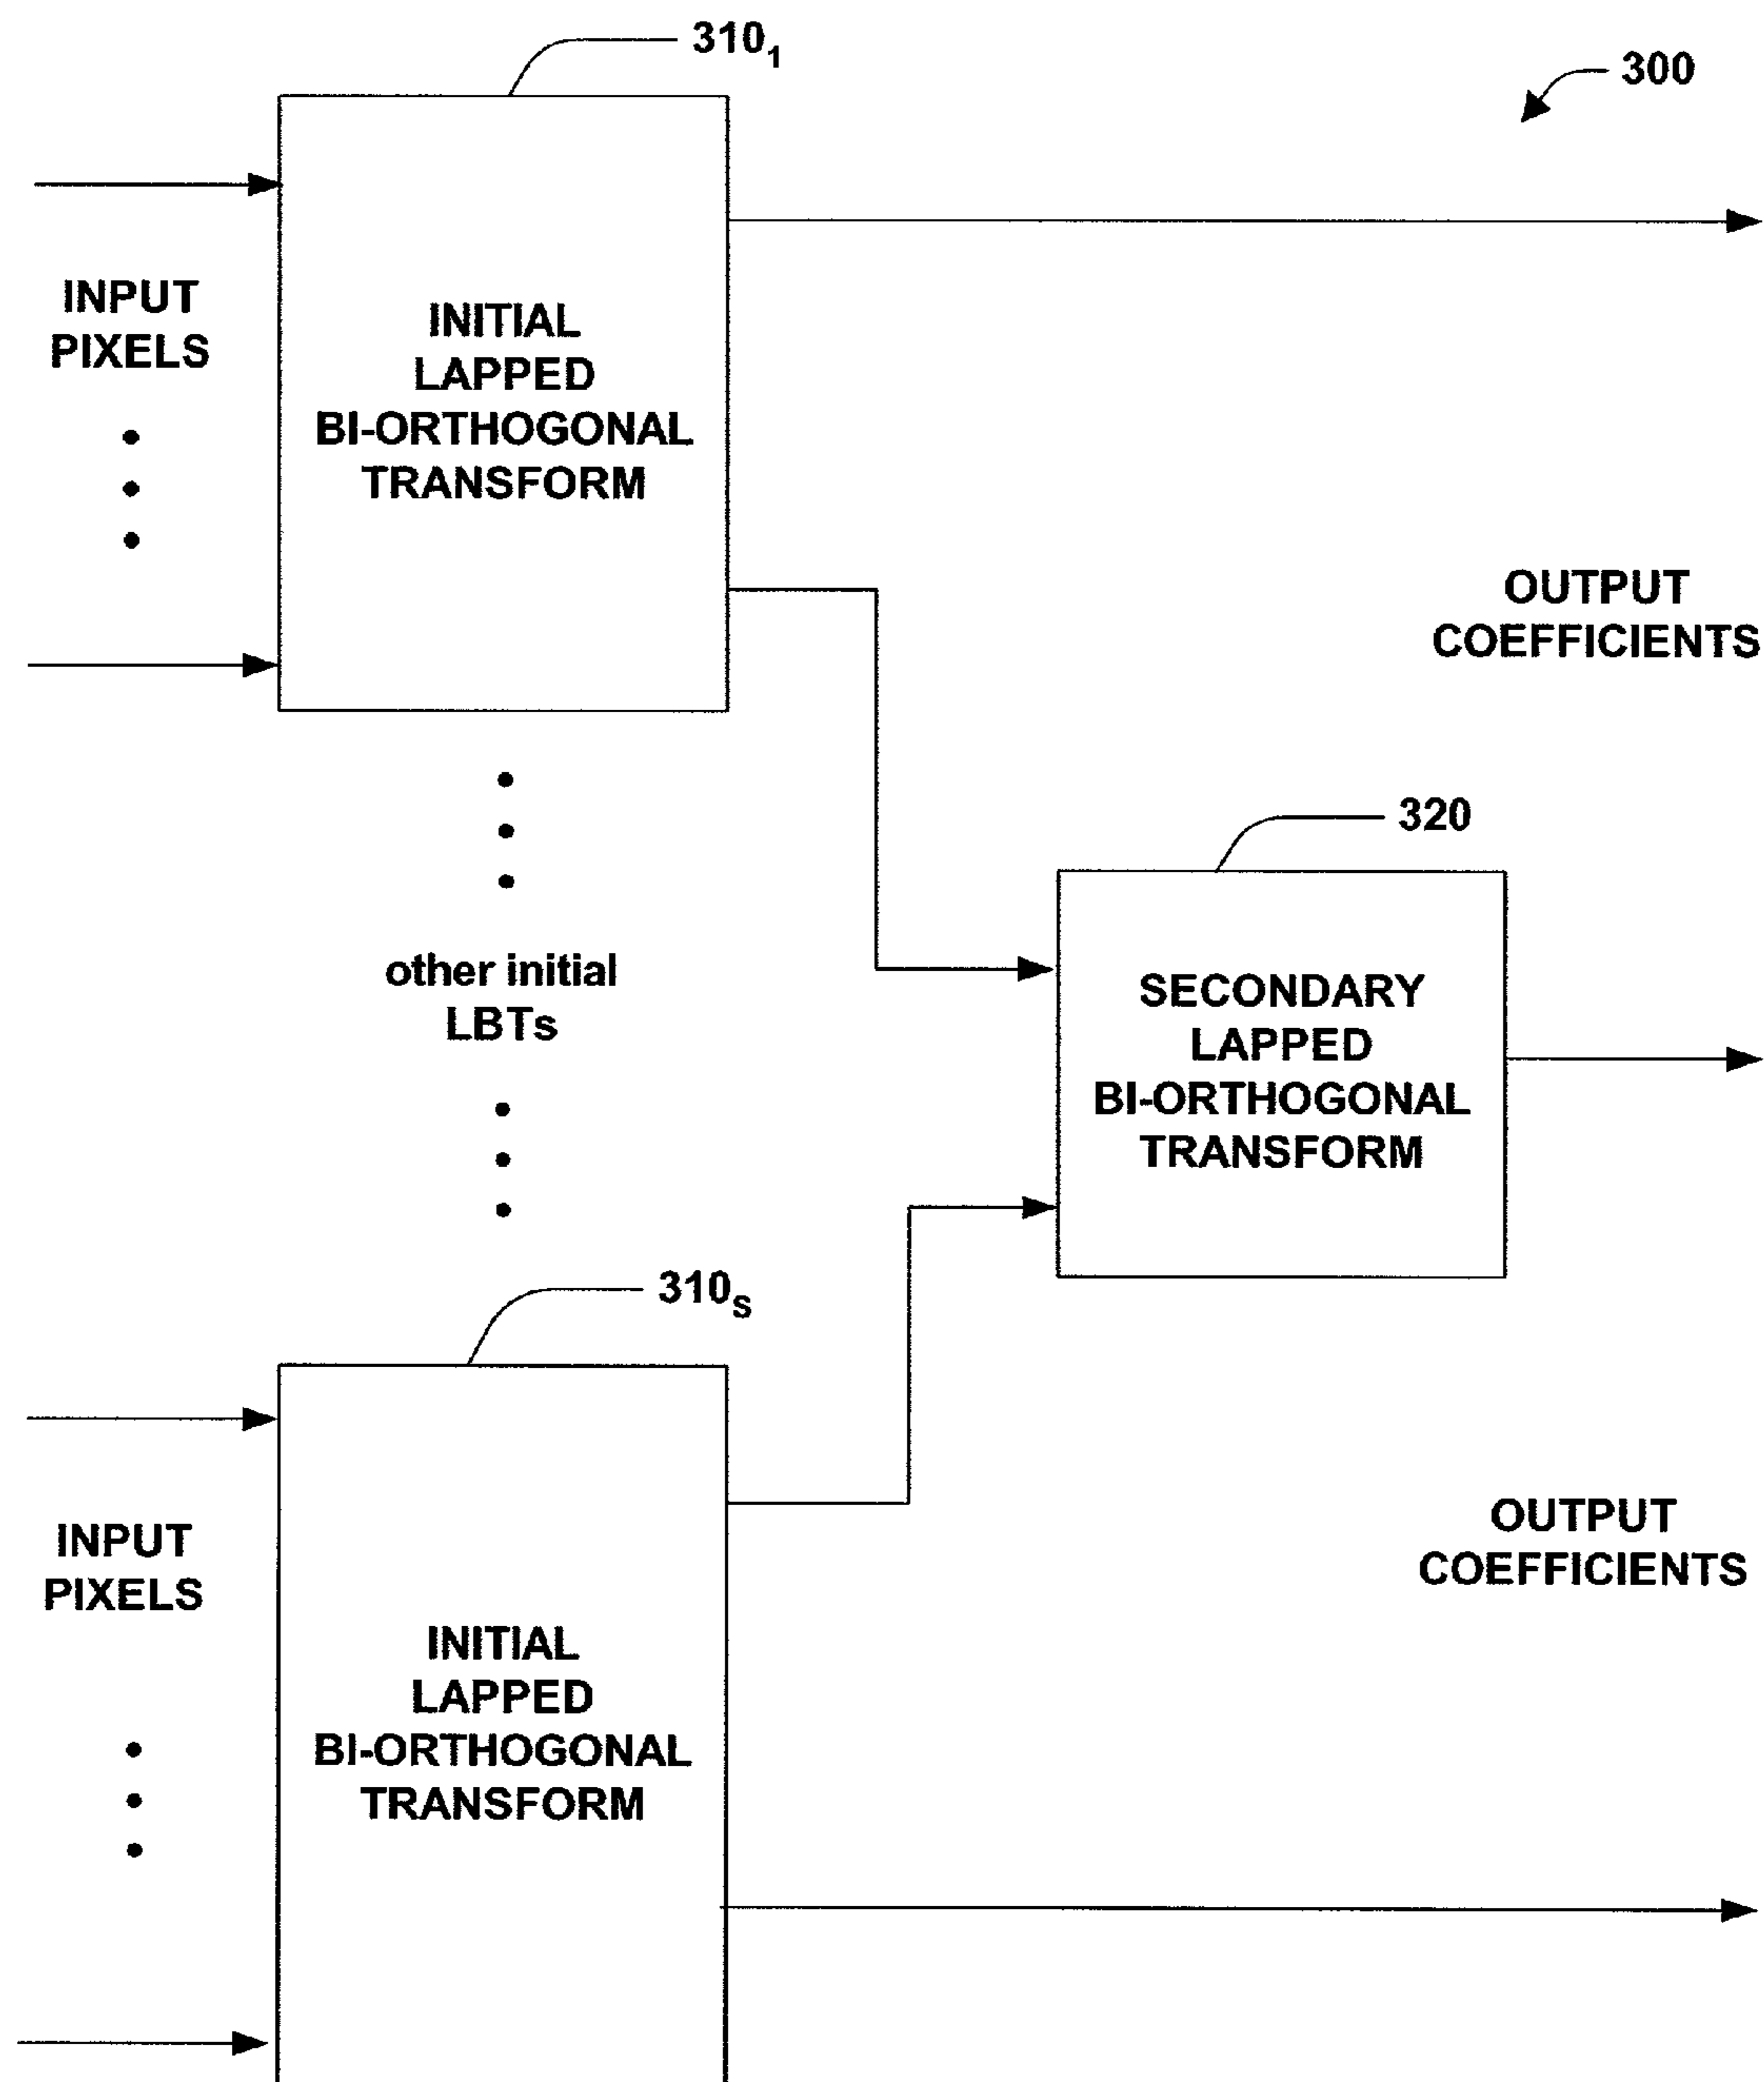 310₁
300
INPUT
PIXELS
INITIAL
LAPPED
BI-ORTHOGONAL
TRANSFORM
OUTPUT
COEFFICIENTS
other initial
LBTs
320
SECONDARY
LAPPED
BI-ORTHOGONAL
TRANSFORM
310ₛ
INPUT
PIXELS
INITIAL
LAPPED
BI-ORTHOGONAL
TRANSFORM
OUTPUT
COEFFICIENTS